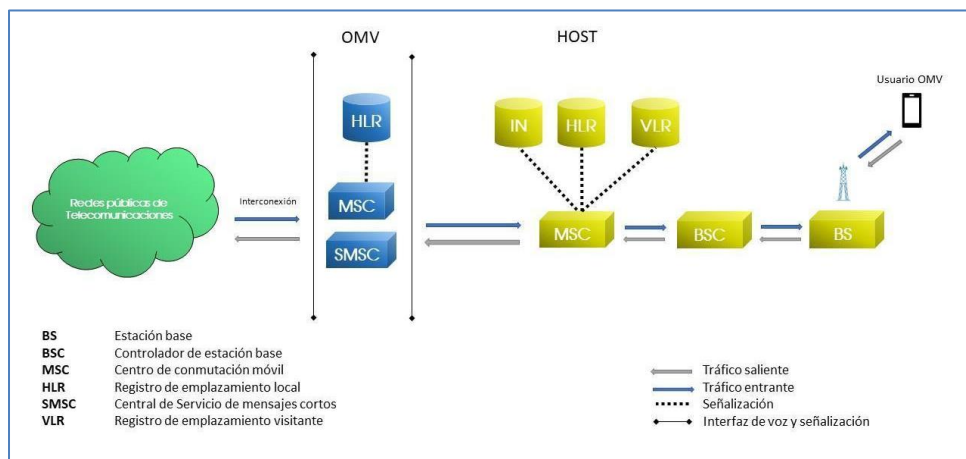 OMV
HOST
Usuario OMV
HLR
IN
HLR
VLR
Redes públicas de
Telecomunicaciones
Interconexión
MSC
SMSC
MSC
BSC
BS
BS Estación base
BSC Controlador de estación base
MSC Centro de conmutación móvil
HLR Registro de emplazamiento local
SMSC Central de Servicio de mensajes cortos
VLR Registro de emplazamiento visitante
Tráfico saliente
Tráfico entrante
Señalización
Interfaz de voz y señalización